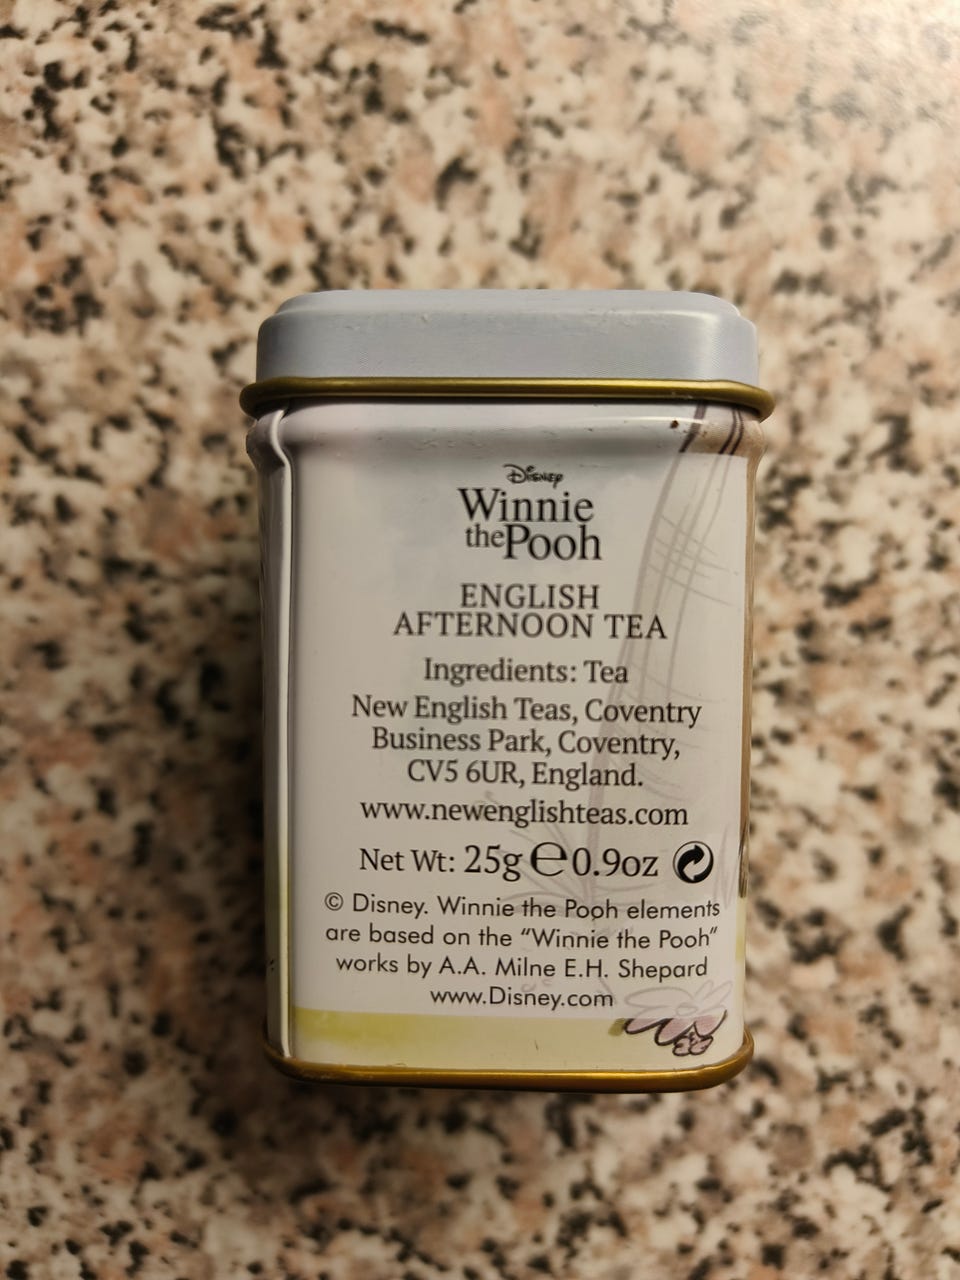 Disney
Winnie
the Pooh
ENGLISH
AFTERNOON TEA
Ingredients: Tea
New English Teas, Coventry
Business Park, Coventry,
CV5 6UR, England.
www.newenglishteas.com
Net Wt: 25g ℮ 0.9oz
© Disney. Winnie the Pooh elements
are based on the “Winnie the Pooh”
works by A.A. Milne E.H. Shepard
www.Disney.com